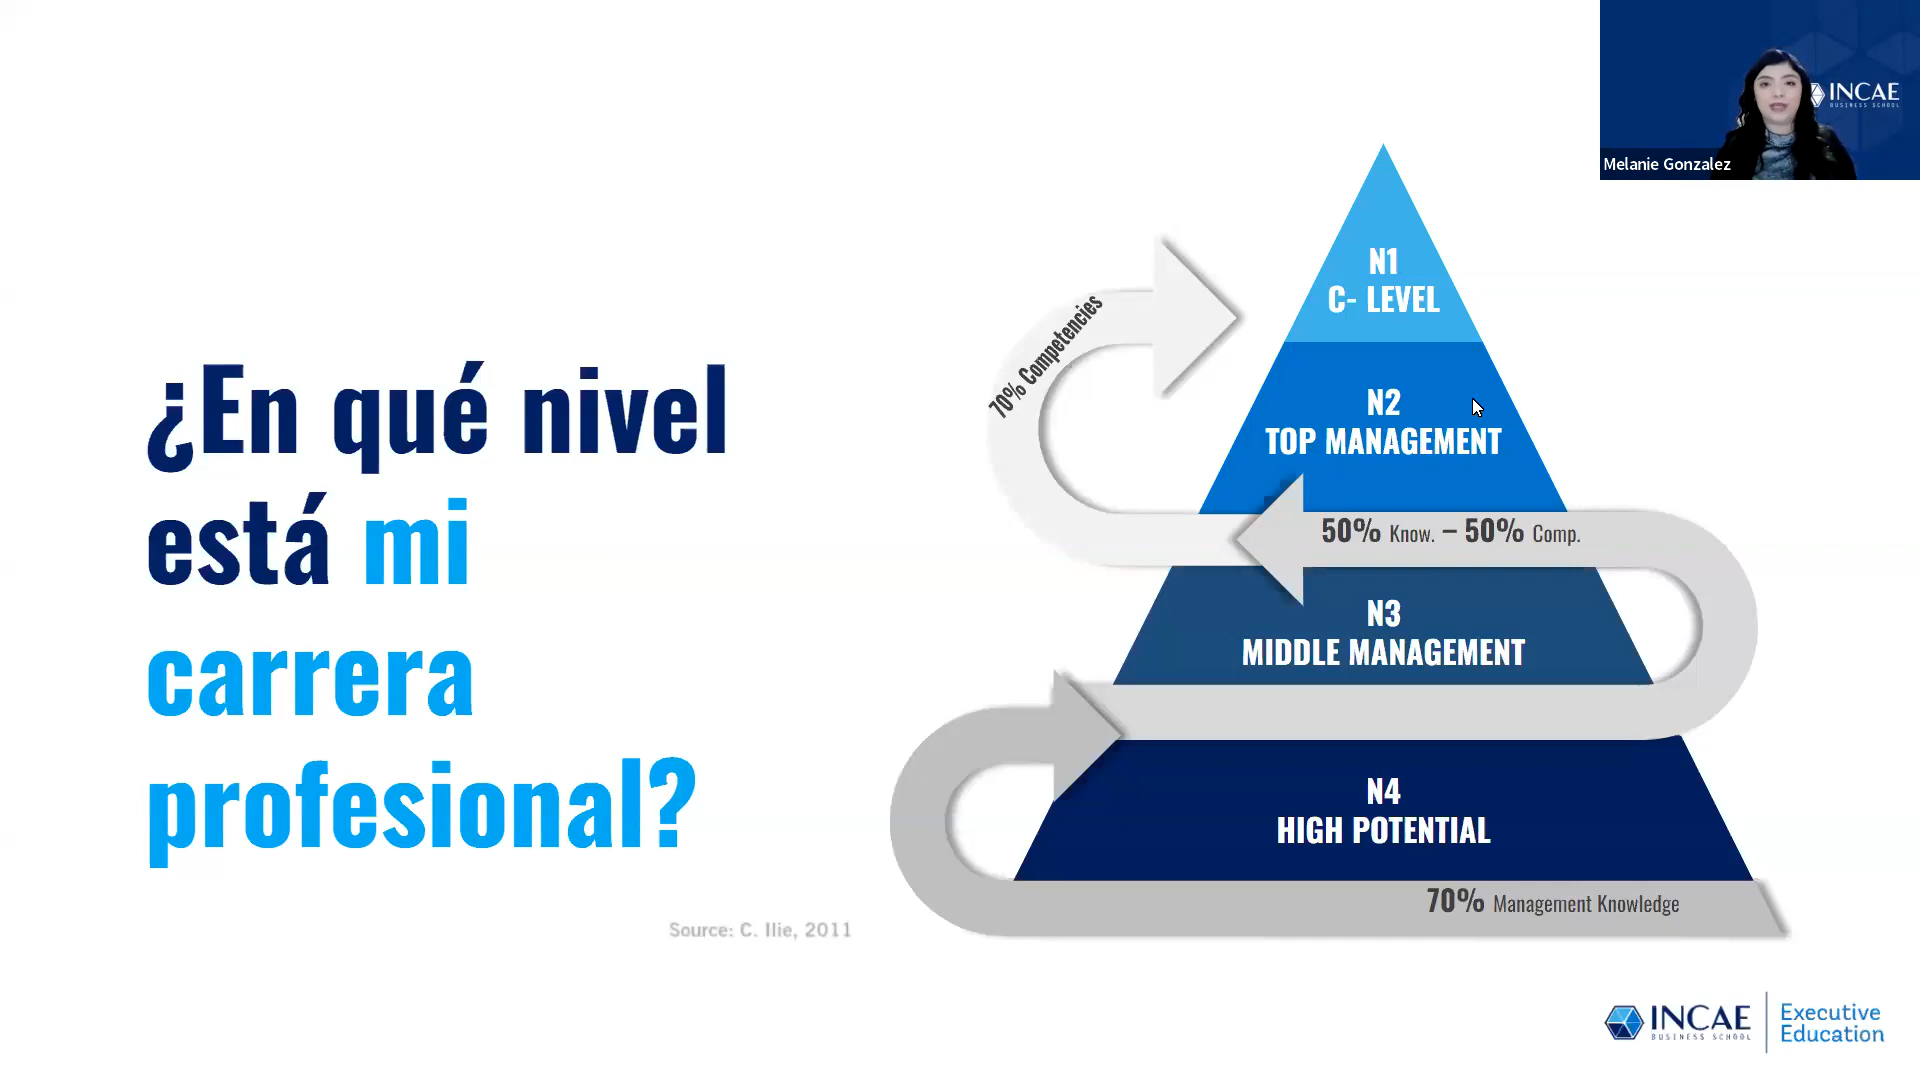 INCAE
BUSINESS SCHOOL
Melanie Gonzalez
¿En qué nivel
está mi
carrera
profesional?
Source: C. Ilie, 2011
N1
C- LEVEL
70% Competencies
N2
TOP MANAGEMENT
50% Know. – 50% Comp.
N3
MIDDLE MANAGEMENT
N4
HIGH POTENTIAL
70% Management Knowledge
INCAE
BUSINESS SCHOOL
Executive
Education